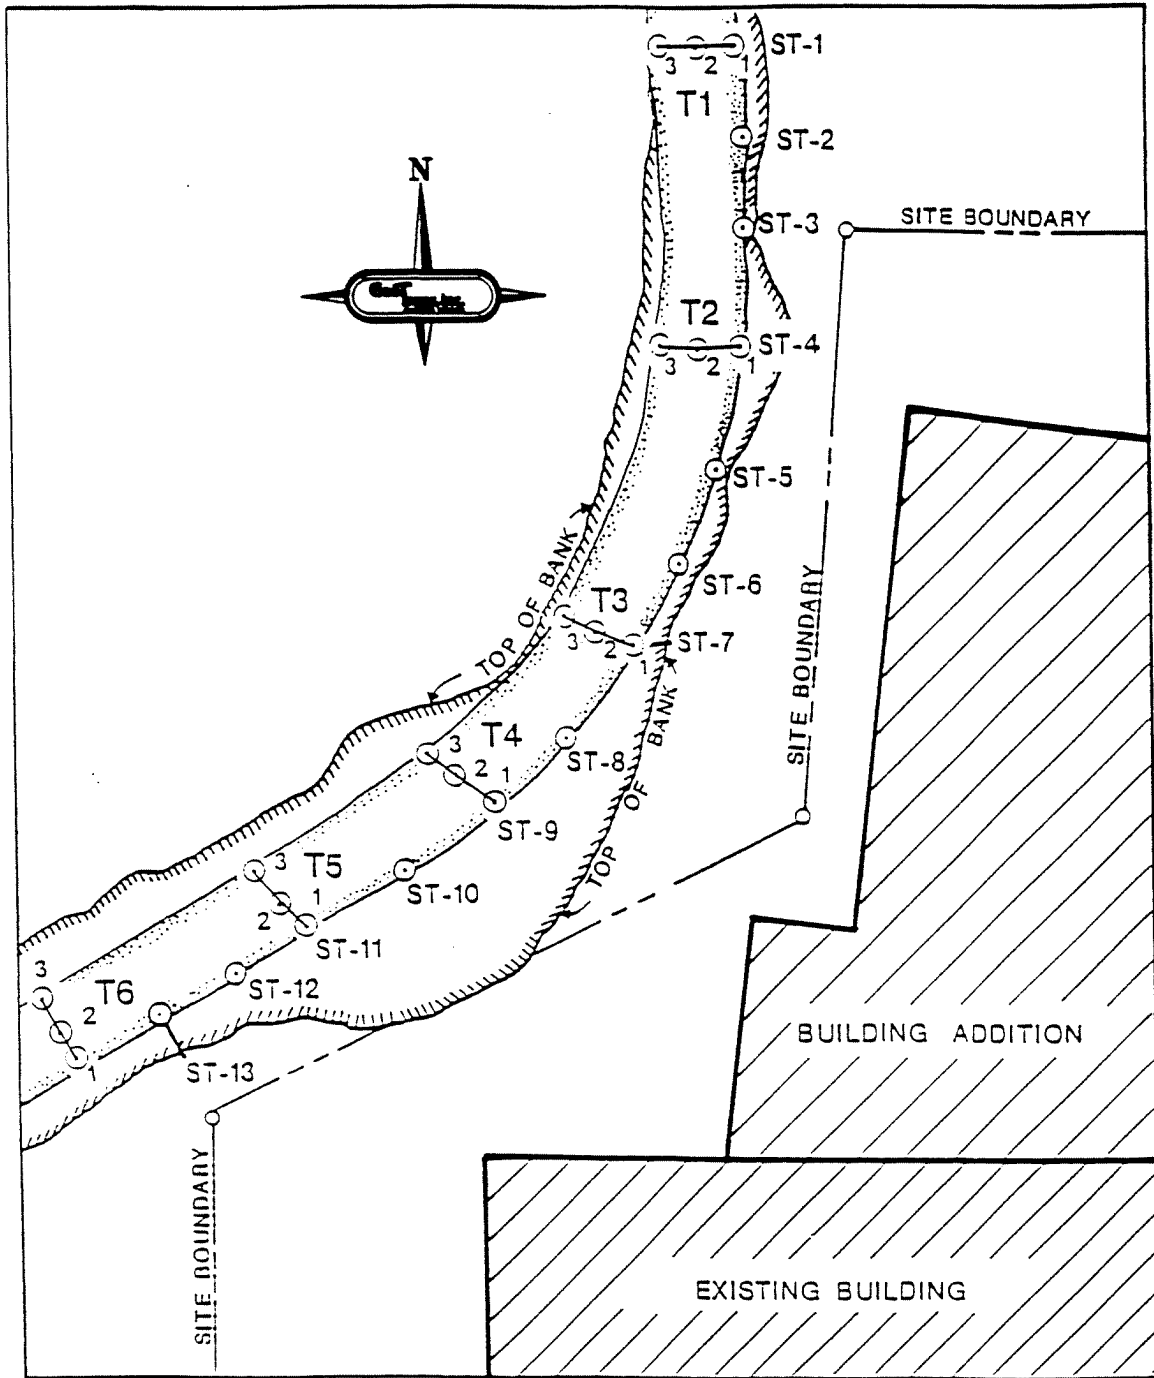 ST-1
3 2 1
T1
ST-2
N
ST-3
SITE BOUNDARY
T2
ST-4
3 2 1
ST-5
ST-6
TOP OF BANK
T3
3 2 1
ST-7
SITE BOUNDARY
T4
3 2 1
ST-8
ST-9
TOP OF BANK
T5
3
2 1
ST-10
ST-11
T6
3
2
1
ST-12
ST-13
BUILDING ADDITION
SITE BOUNDARY
EXISTING BUILDING